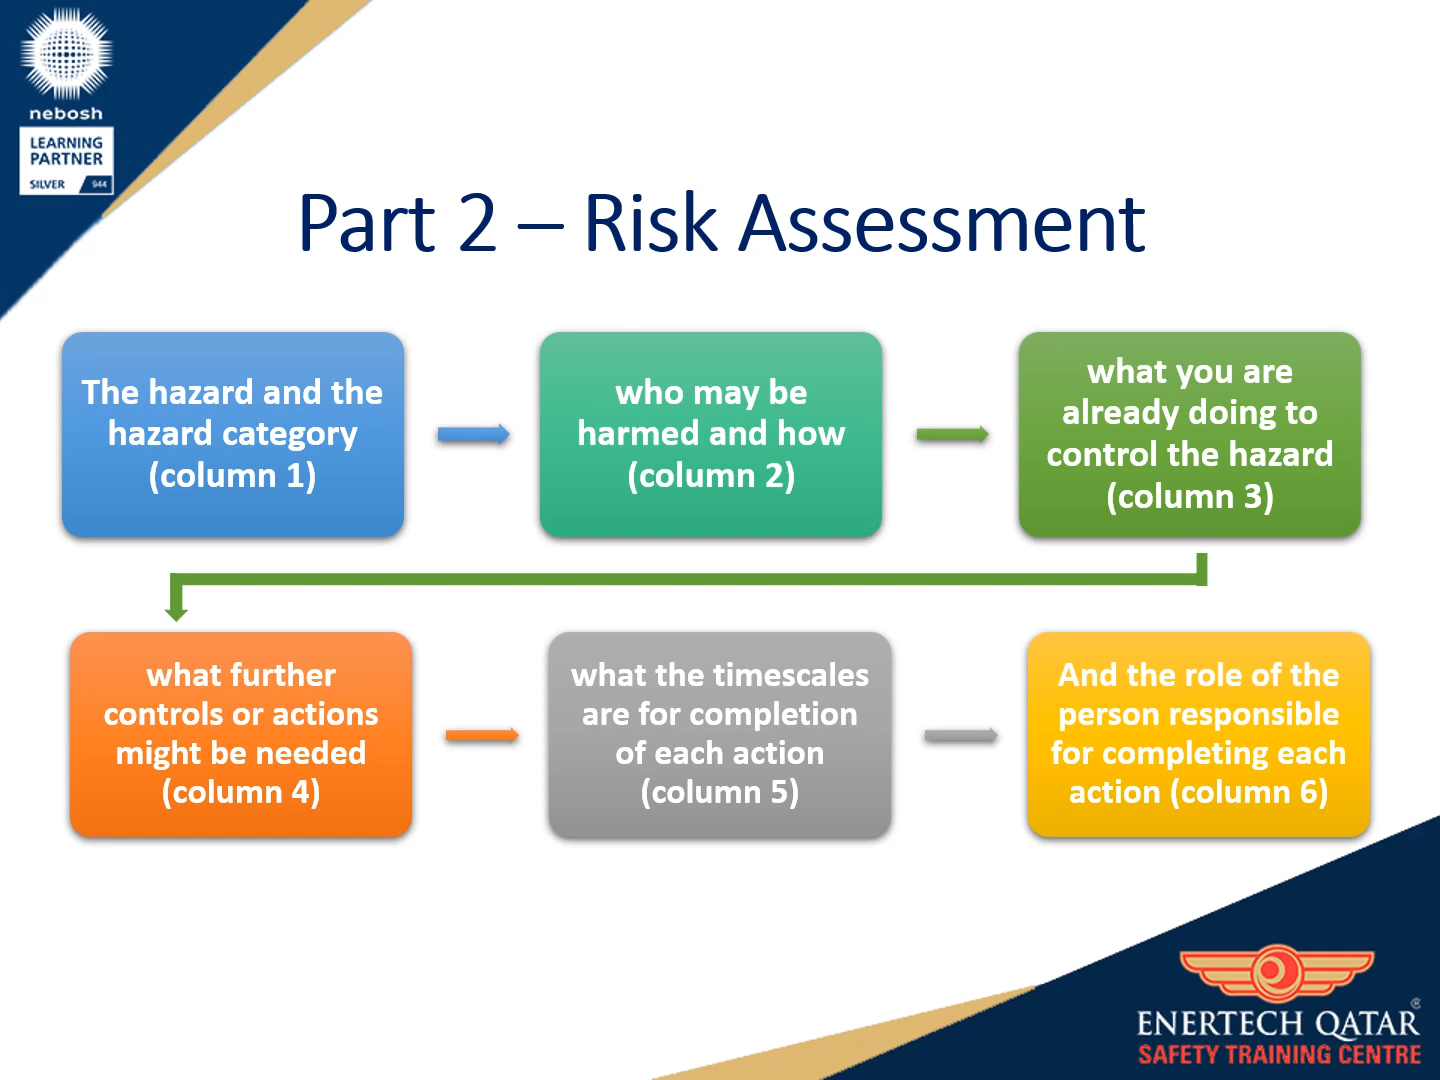 nebosh
LEARNING
PARTNER
SILVER 944
Part 2 – Risk Assessment
The hazard and the
hazard category
(column 1)
who may be
harmed and how
(column 2)
what you are
already doing to
control the hazard
(column 3)
what further
controls or actions
might be needed
(column 4)
what the timescales
are for completion
of each action
(column 5)
And the role of the
person responsible
for completing each
action (column 6)
ENERTECH QATAR®
SAFETY TRAINING CENTRE